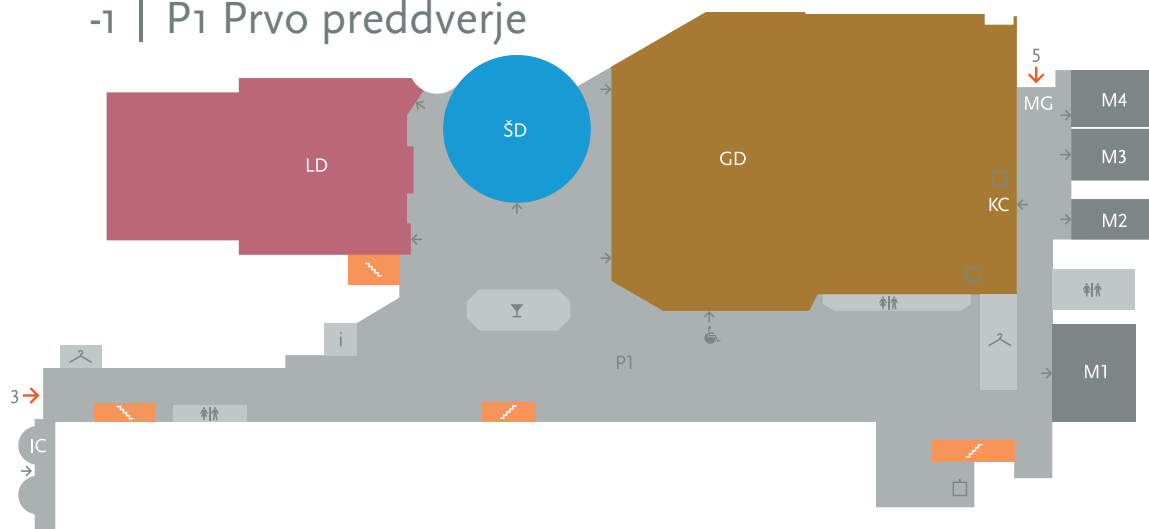 -1 | P1 Prvo preddverje
5
MG
M4
ŠD
M3
GD
LD
KC
M2
i
P1
M1
3
IC